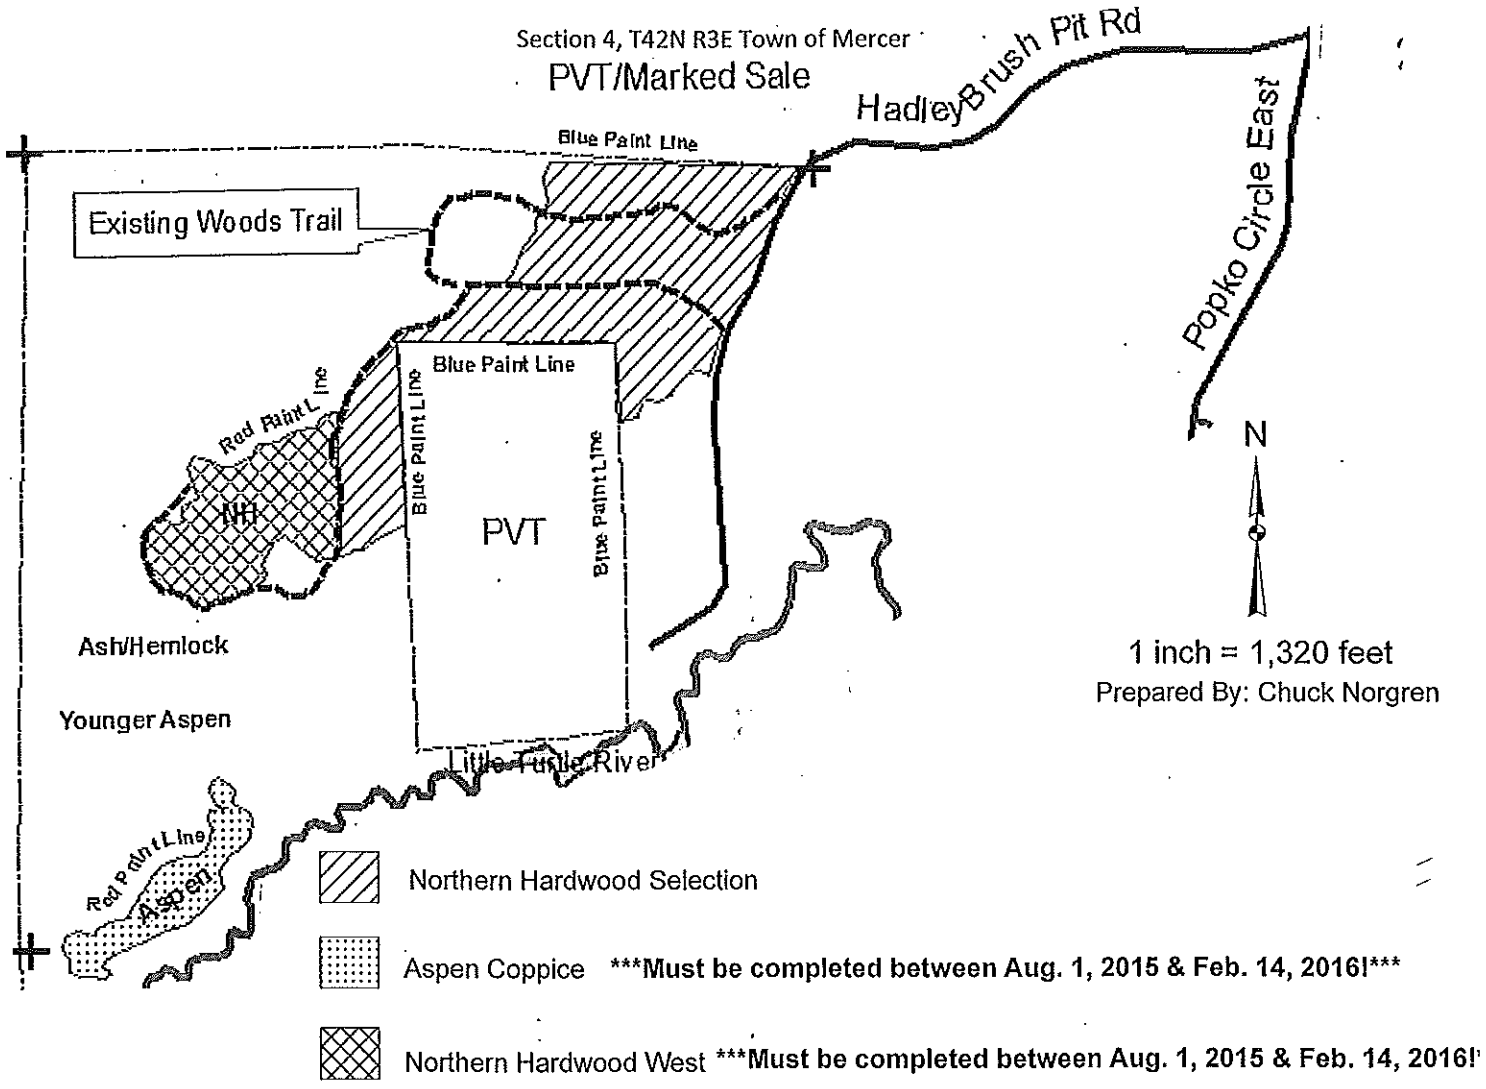 Section 4, T42N R3E Town of Mercer
PVT/Marked Sale
Hadley Brush Pit Rd
Popko Circle East
Blue Paint Line
Existing Woods Trail
Blue Paint Line
Blue Paint Line
Blue Paint Line
Red Paint Line
NH
PVT
N
1 inch = 1,320 feet
Prepared By: Chuck Norgren
Ash/Hemlock
Younger Aspen
Little Turtle River
Red Paint Line
Aspen
Northern Hardwood Selection
Aspen Coppice ***Must be completed between Aug. 1, 2015 & Feb. 14, 2016!***
Northern Hardwood West ***Must be completed between Aug. 1, 2015 & Feb. 14, 2016!*